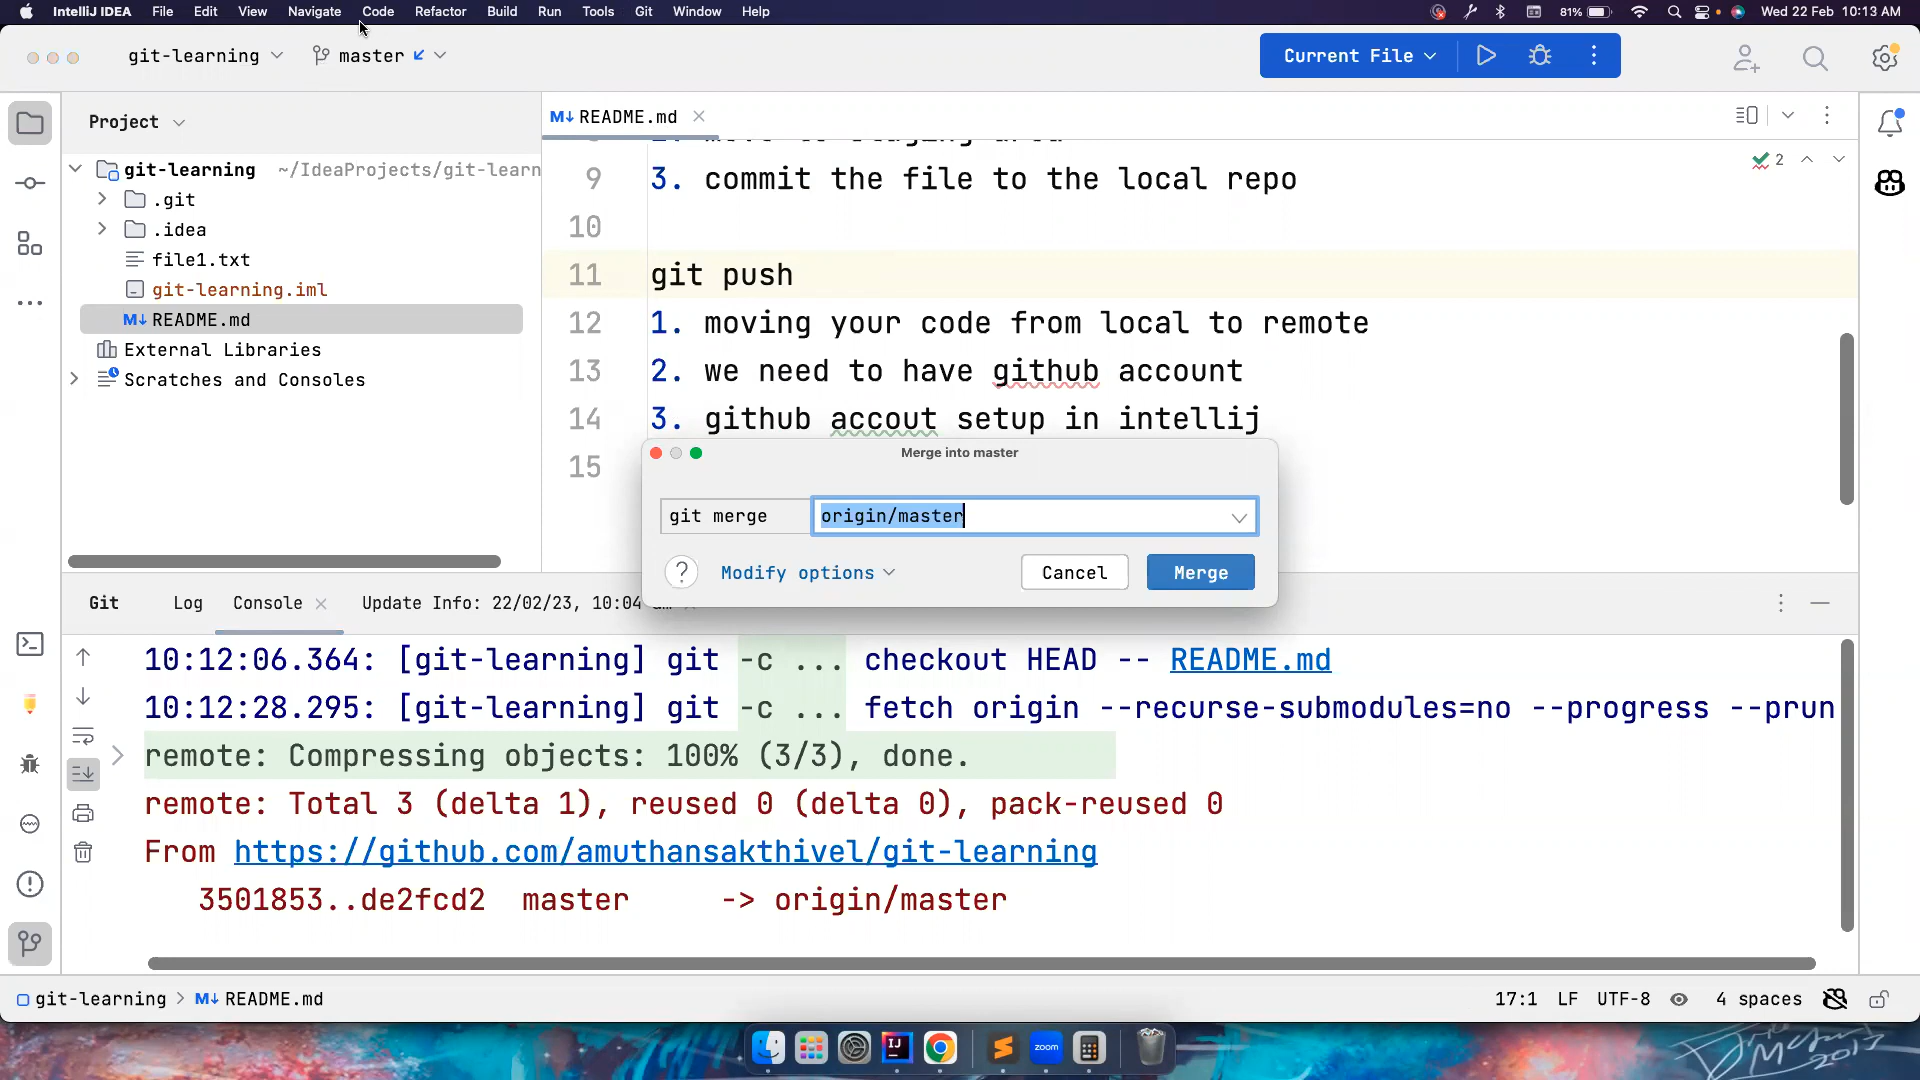 IntelliJ IDEA File Edit View Navigate Code Refactor Build Run Tools Git Window Help 81% Wed 22 Feb 10:13 AM
git-learning master Current File
Project
README.md
git-learning ~/IdeaProjects/git-learn
.git
.idea
file1.txt
git-learning.iml
README.md
External Libraries
Scratches and Consoles
2
9 3. commit the file to the local repo
10
11 git push
12 1. moving your code from local to remote
13 2. we need to have github account
14 3. github accout setup in intellij
15
Merge into master
git merge origin/master
? Modify options Cancel Merge
Git Log Console Update Info: 22/02/23, 10:04
10:12:06.364: [git-learning] git -c ... checkout HEAD -- README.md
10:12:28.295: [git-learning] git -c ... fetch origin --recurse-submodules=no --progress --prun
remote: Compressing objects: 100% (3/3), done.
remote: Total 3 (delta 1), reused 0 (delta 0), pack-reused 0
From https://github.com/amuthansakthivel/git-learning
3501853..de2fcd2 master -> origin/master
git-learning > README.md 17:1 LF UTF-8 4 spaces
IJ zoom
2017